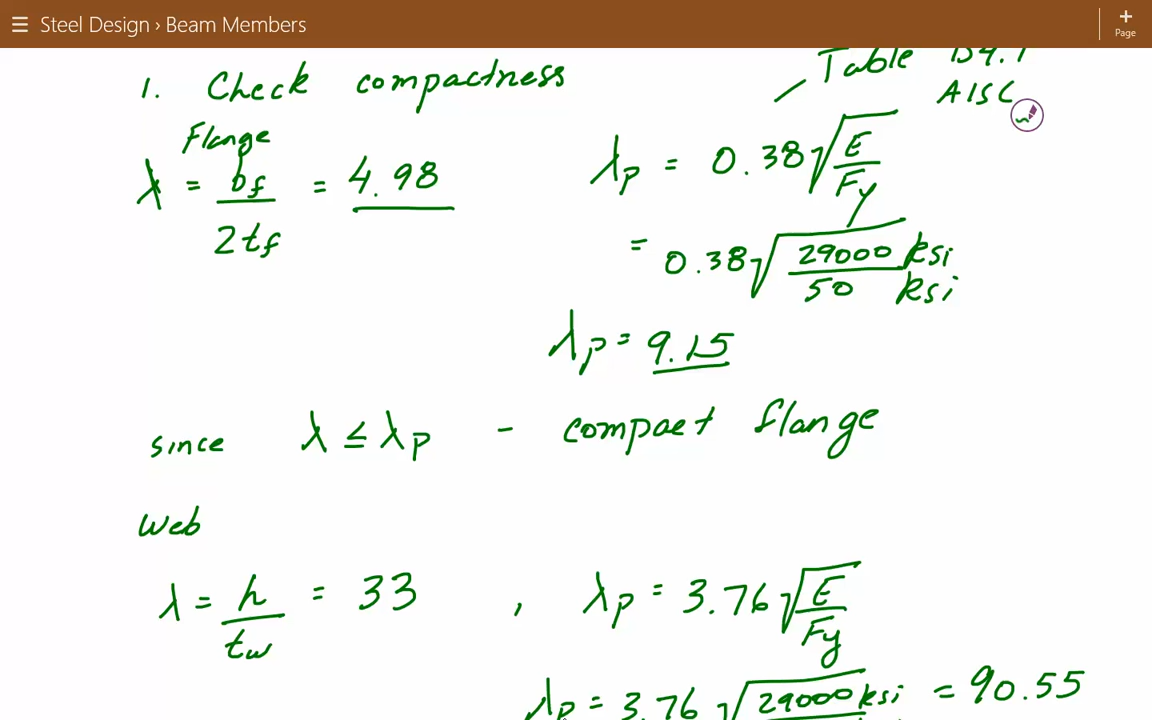 Steel Design › Beam Members
Page
1. Check compactness
Table B4.1
AISC
Flange
λ = bf / 2tf = 4.98
λp = 0.38 √(E / Fy)
= 0.38 √(29000 ksi / 50 ksi)
λp = 9.15
since λ ≤ λp - compact flange
Web
λ = h / tw = 33 , λp = 3.76 √(E / Fy)
λp = 3.76 √29000 ksi = 90.55